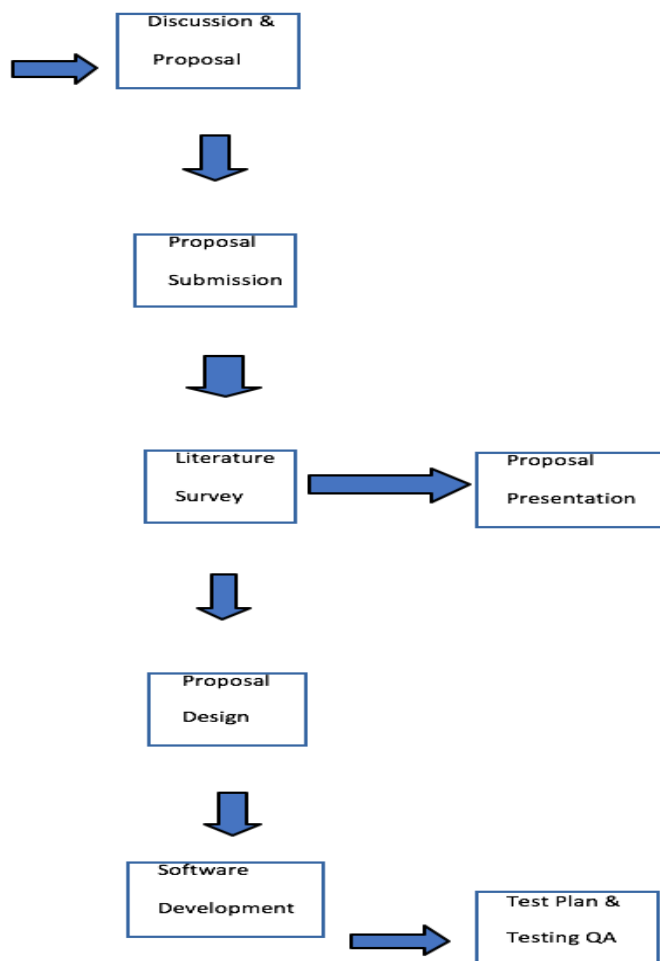 Discussion &
Proposal
Proposal
Submission
Literature
Survey
Proposal
Presentation
Proposal
Design
Software
Development
Test Plan &
Testing QA